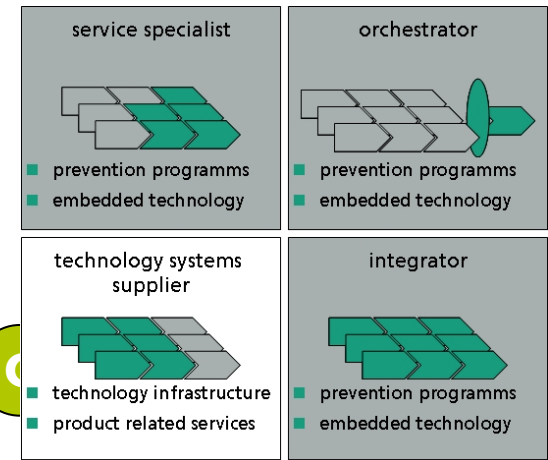 service specialist
prevention programms
embedded technology
orchestrator
prevention programms
embedded technology
technology systems
supplier
technology infrastructure
product related services
integrator
prevention programms
embedded technology